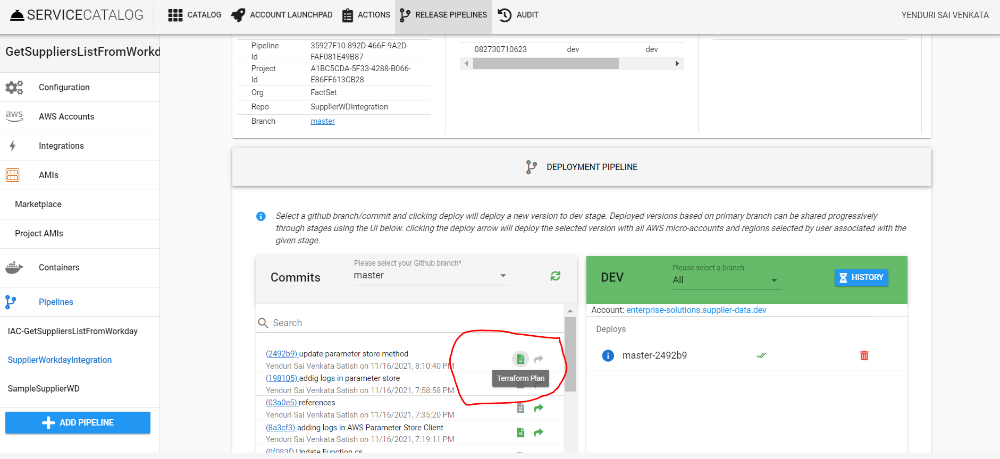 SERVICECATALOG
CATALOG
ACCOUNT LAUNCHPAD
ACTIONS
RELEASE PIPELINES
AUDIT
YENDURI SAI VENKATA
GetSuppliersListFromWorkd
Configuration
aws AWS Accounts
Integrations
AMIs
Marketplace
Project AMIs
Containers
Pipelines
IAC-GetSuppliersListFromWorkday
SupplierWorkdayIntegration
SampleSupplierWD
ADD PIPELINE
Pipeline Id 35927F10-892D-466F-9A2D-
FAF081E49B87
Project Id A1BC5CDA-5F33-4288-B066-
E86FF613CB28
Org FactSet
Repo SupplierWDIntegration
Branch master
082730710623 dev dev
DEPLOYMENT PIPELINE
Select a github branch/commit and clicking deploy will deploy a new version to dev stage. Deployed versions based on primary branch can be shared progressively
through stages using the UI below. clicking the deploy arrow will deploy the selected version with all AWS micro-accounts and regions selected by user associated with the
given stage.
Commits
Please select your Github branch*
master
Search
(2492b9) update parameter store method
Yenduri Sai Venkata Satish on 11/16/2021, 8:10:40 PM
Terraform Plan
(198105) addig logs in parameter store
Yenduri Sai Venkata Satish on 11/16/2021, 7:58:58 PM
(03a0e5) references
Yenduri Sai Venkata Satish on 11/16/2021, 7:35:20 PM
(8a3cf3) adding logs in AWS Parameter Store Client
Yenduri Sai Venkata Satish on 11/16/2021, 7:19:11 PM
(0f083f) Update Function.cs
DEV
Please select a branch
All
HISTORY
Account: enterprise-solutions.supplier-data.dev
Deploys
master-2492b9